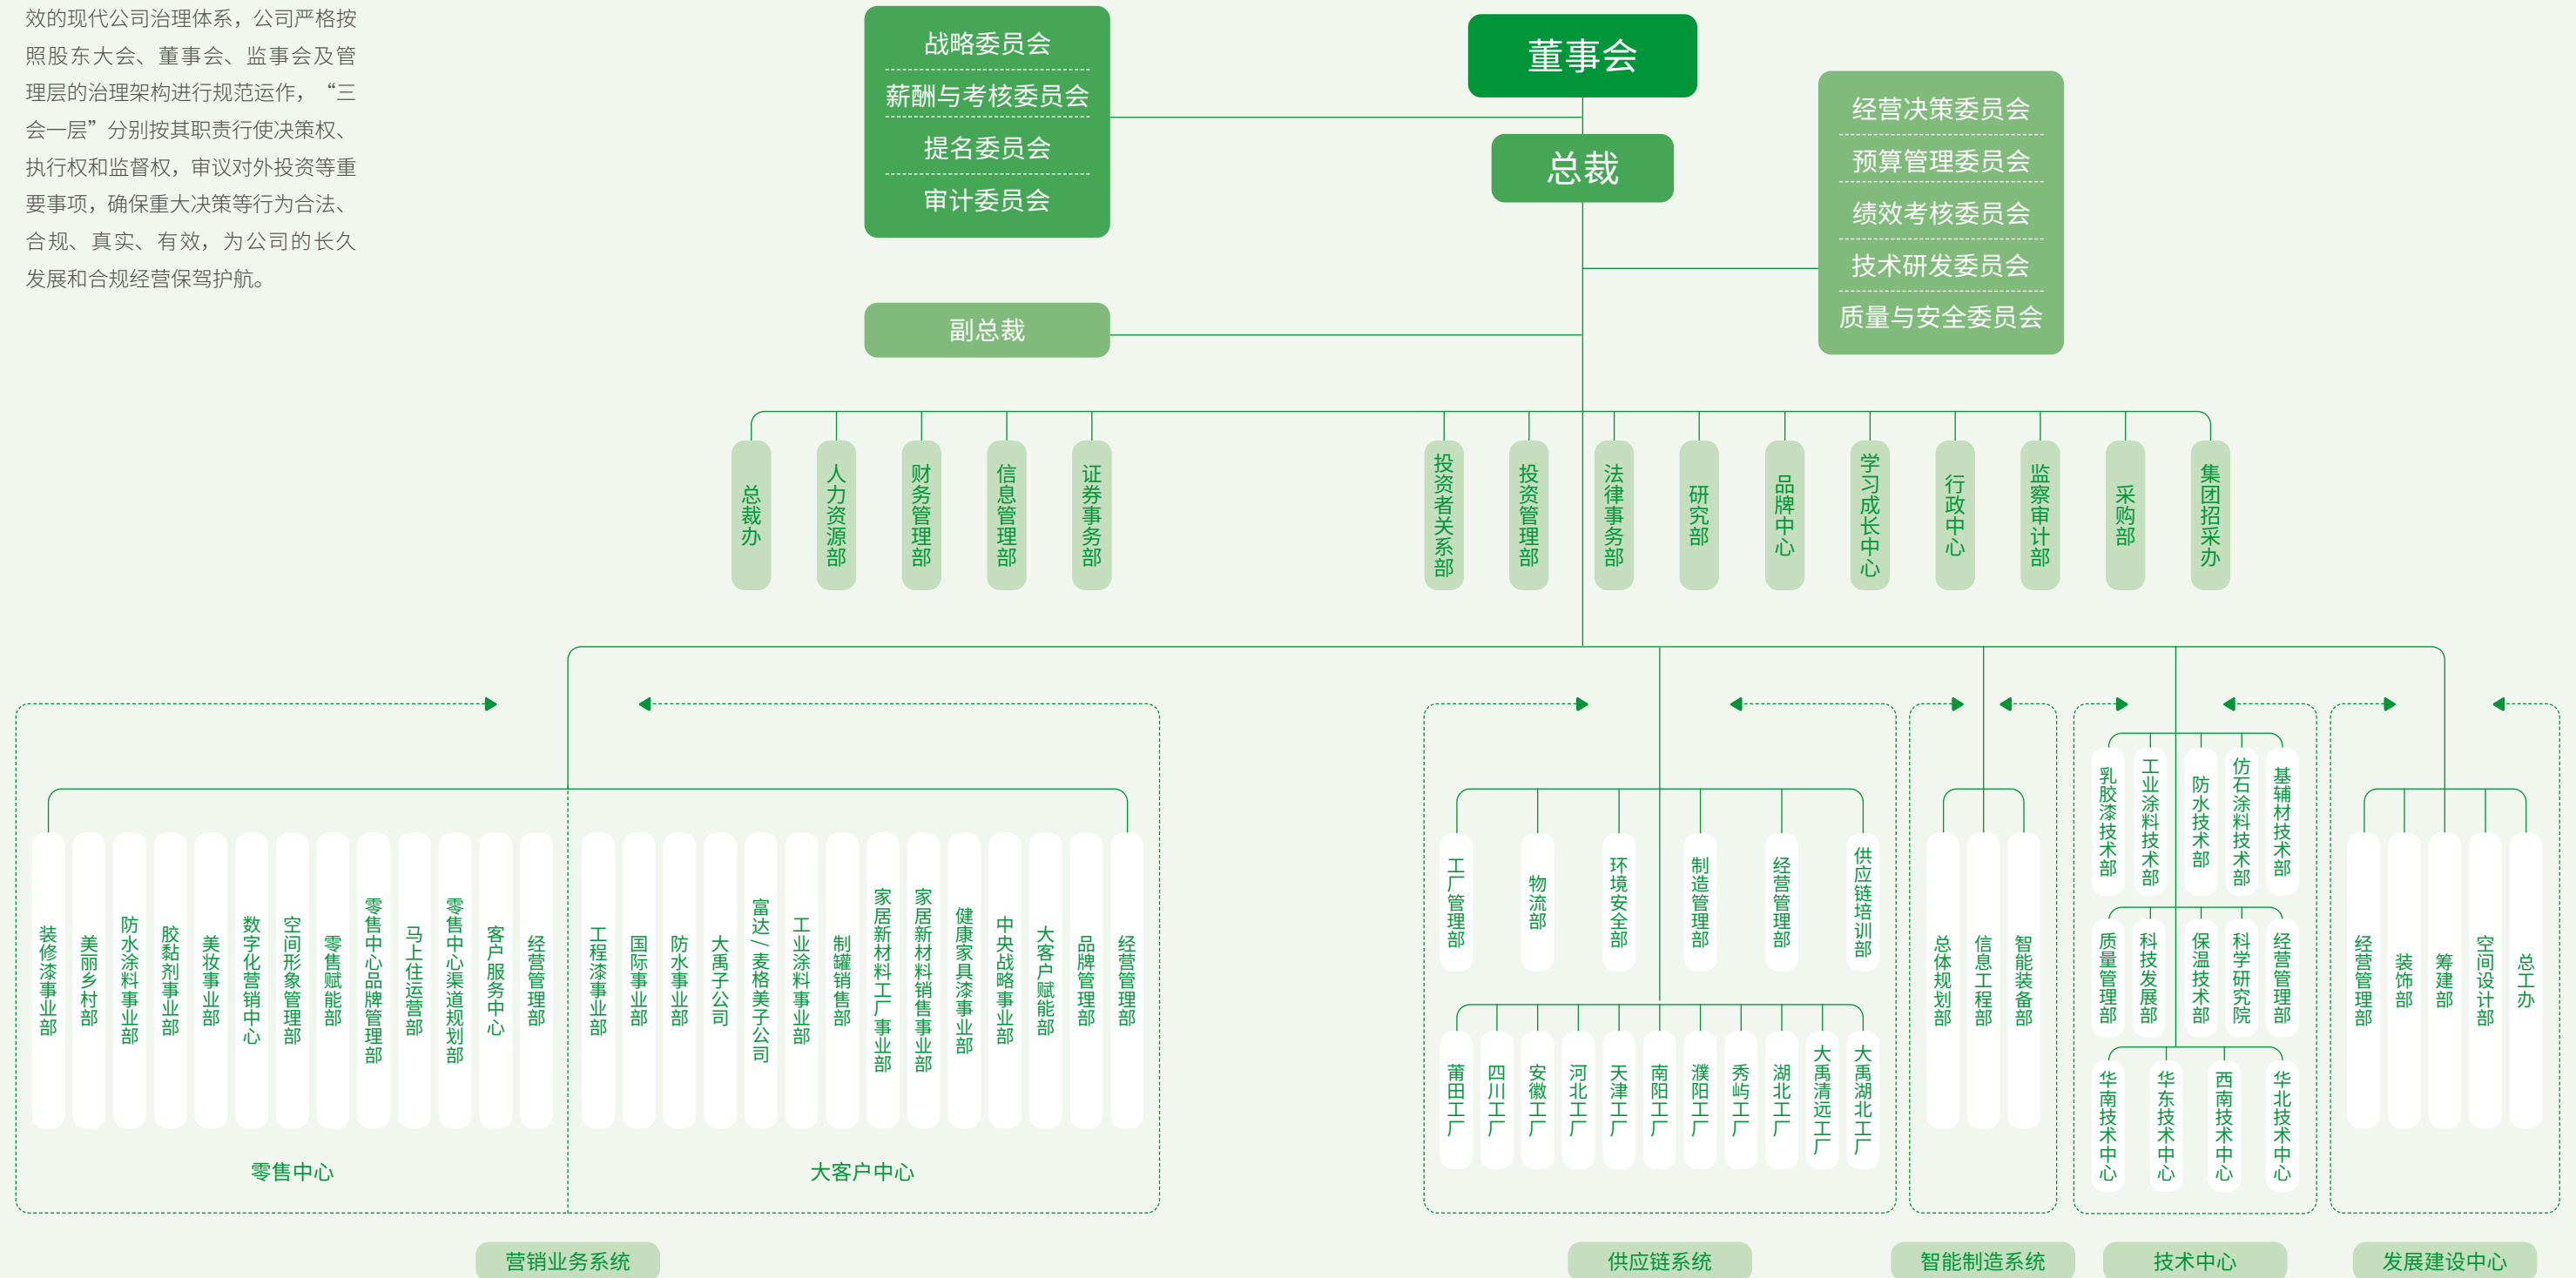 效的现代公司治理体系，公司严格按
照股东大会、董事会、监事会及管
理层的治理架构进行规范运作，“三
会一层”分别按其职责行使决策权、
执行权和监督权，审议对外投资等重
要事项，确保重大决策等行为合法、
合规、真实、有效，为公司的长久
发展和合规经营保驾护航。
董事会
战略委员会
薪酬与考核委员会
提名委员会
审计委员会
总裁
经营决策委员会
预算管理委员会
绩效考核委员会
技术研发委员会
质量与安全委员会
副总裁
总裁办
人力资源部
财务管理部
信息管理部
证券事务部
投资者关系部
投资管理部
法律事务部
研究部
品牌中心
学习成长中心
行政中心
监察审计部
采购部
集团招采办
装修漆事业部
美丽乡村部
防水涂料事业部
胶黏剂事业部
美妆事业部
数字化营销中心
空间形象管理部
零售赋能部
零售中心品牌管理部
马上住运营部
零售中心渠道规划部
客户服务中心
经营管理部
零售中心
工程漆事业部
国际事业部
防水事业部
大禹子公司
富达/麦格美子公司
工业涂料事业部
制罐销售部
家居新材料工厂事业部
家居新材料销售事业部
健康家具漆事业部
中央战略事业部
大客户赋能部
品牌管理部
经营管理部
大客户中心
营销业务系统
工厂管理部
物流部
环境安全部
制造管理部
经营管理部
供应链培训部
莆田工厂
四川工厂
安徽工厂
河北工厂
天津工厂
南阳工厂
濮阳工厂
秀屿工厂
湖北工厂
大禹清远工厂
大禹湖北工厂
供应链系统
总体规划部
信息工程部
智能装备部
智能制造系统
乳胶漆技术部
工业涂料技术部
防水技术部
仿石涂料技术部
基辅材技术部
质量管理部
科技发展部
保温技术部
科学研究院
经营管理部
华南技术中心
华东技术中心
西南技术中心
华北技术中心
技术中心
经营管理部
装饰部
筹建部
空间设计部
总工办
发展建设中心